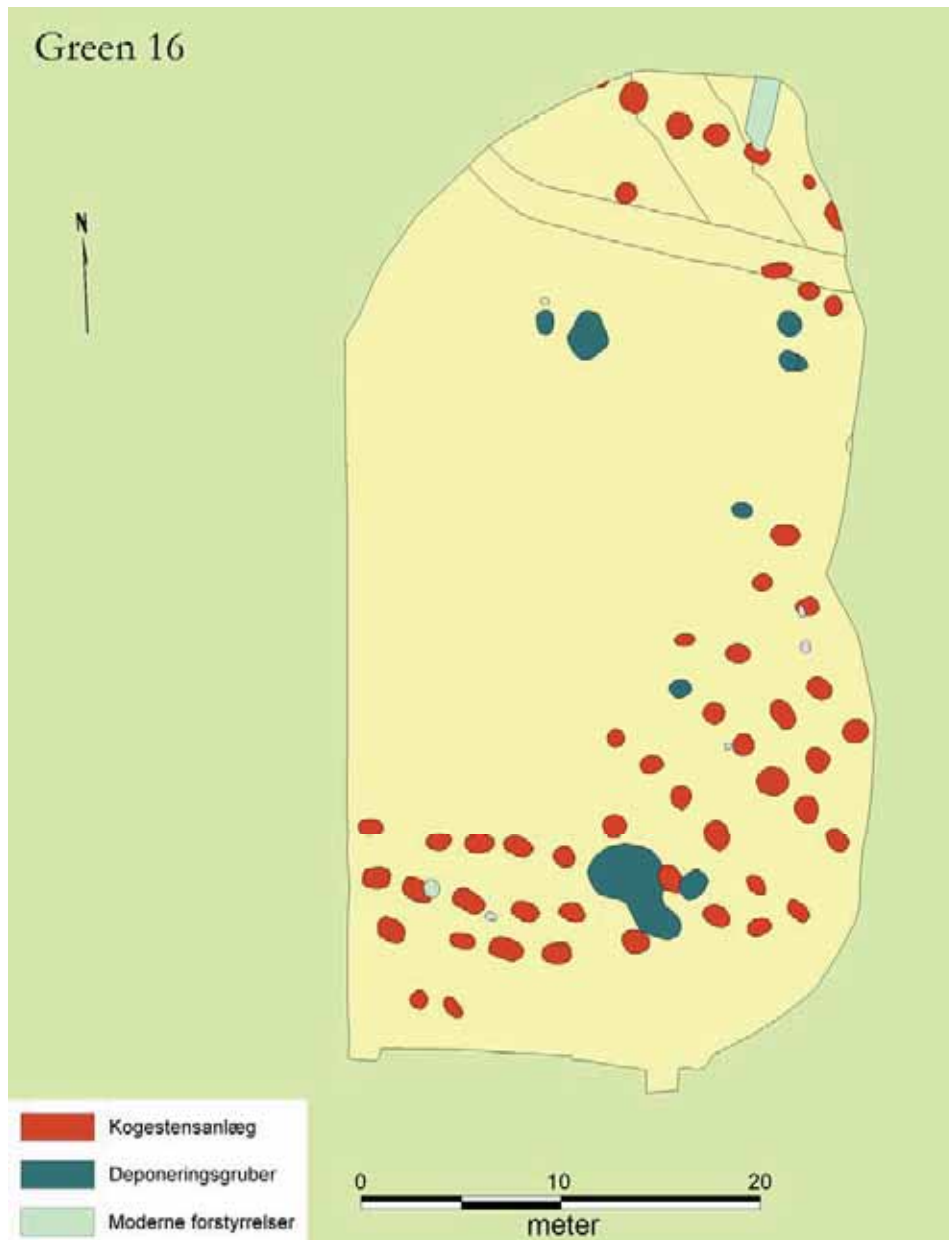 Green 16
N
Kogestensanlæg
Deponeringsgruber
Moderne forstyrrelser
0 10 20
meter